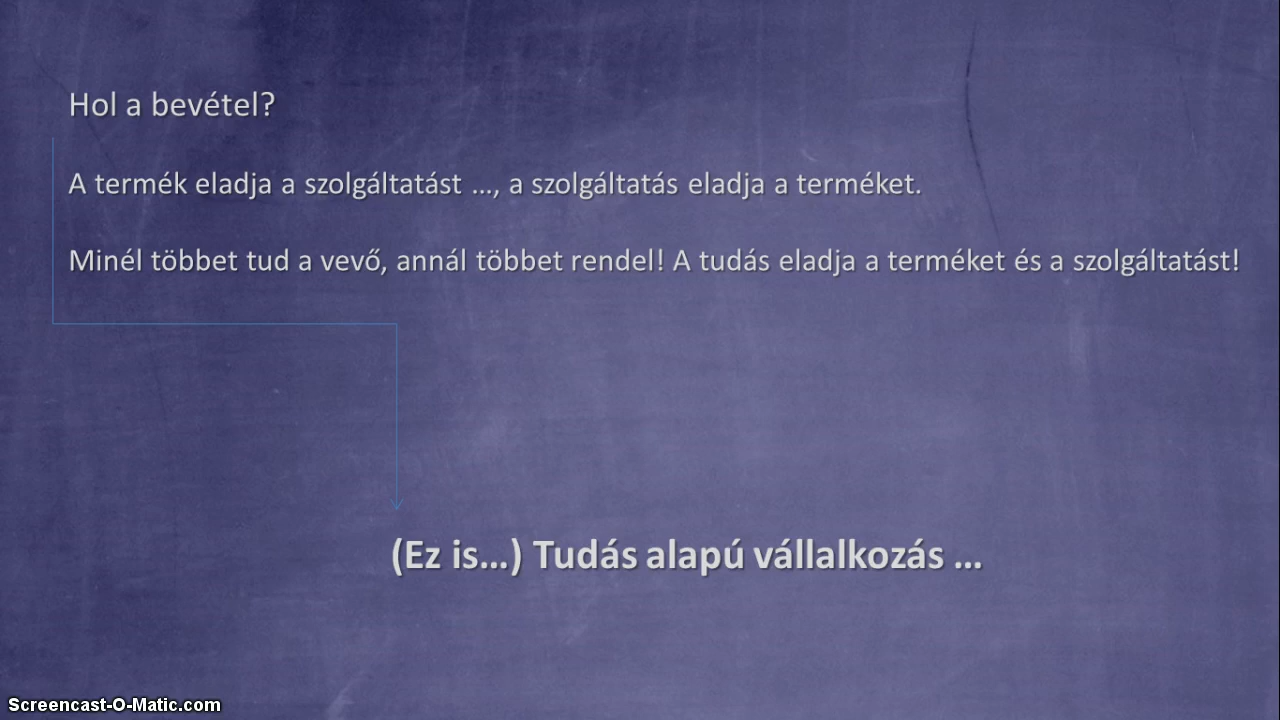 Hol a bevétel?
A termék eladja a szolgáltatást ..., a szolgáltatás eladja a terméket.
Minél többet tud a vevő, annál többet rendel! A tudás eladja a terméket és a szolgáltatást!
(Ez is...) Tudás alapú vállalkozás ...
Screencast-O-Matic.com